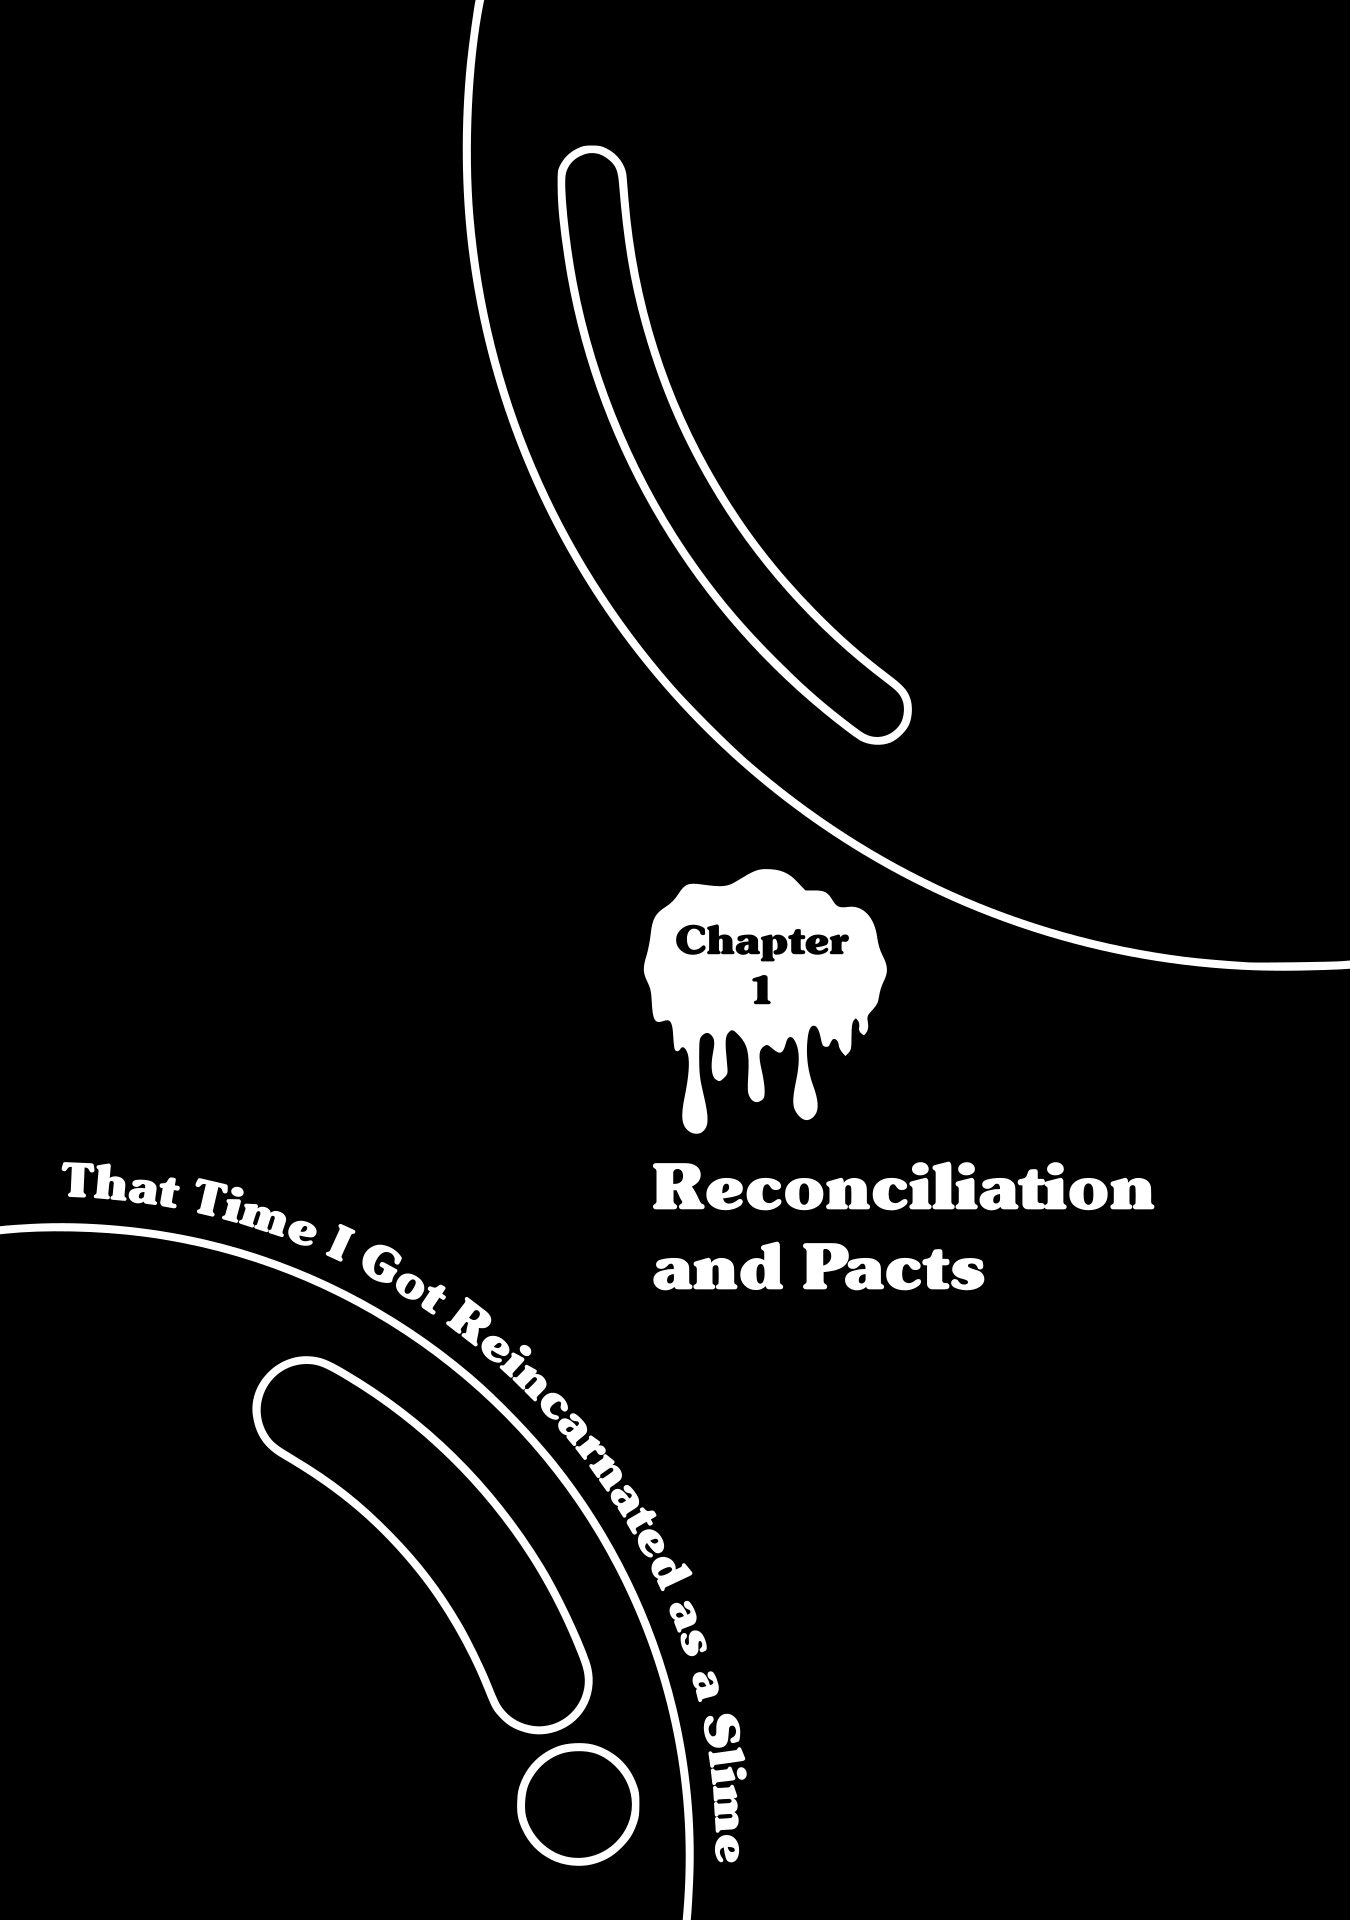 Chapter
1
Reconciliation
and Pacts
That Time I Got Reincarnated as a Slime